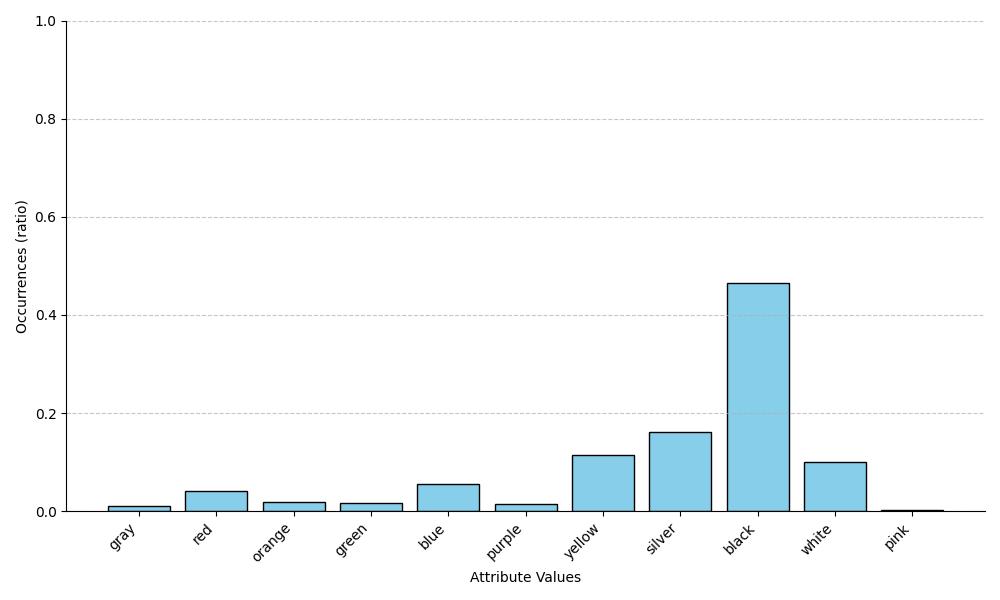 1.0
0.8
0.6
0.4
0.2
0.0
Occurrences (ratio)
gray
red
orange
green
blue
purple
yellow
silver
black
white
pink
Attribute Values